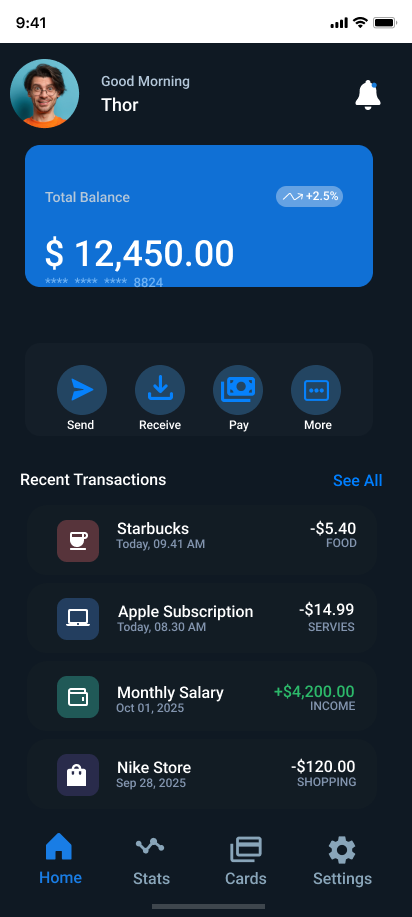 9:41
Good Morning
Thor
Total Balance
+2.5%
$ 12,450.00
**** **** **** 8824
Send Receive Pay More
Recent Transactions See All
Starbucks -$5.40
Today, 09.41 AM FOOD
Apple Subscription -$14.99
Today, 08.30 AM SERVIES
Monthly Salary +$4,200.00
Oct 01, 2025 INCOME
Nike Store -$120.00
Sep 28, 2025 SHOPPING
Home Stats Cards Settings